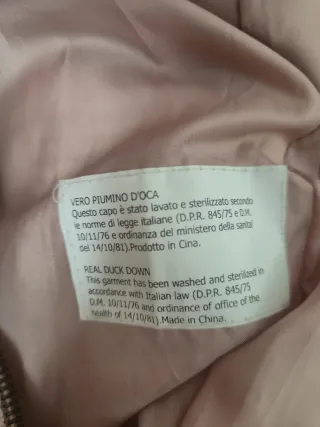 VERO PIUMINO D'OCA
Questo capo è stato lavato e sterilizzato secondo
le norme di legge italiane (D.P.R. 845/75 e D.M.
10/11/76 e ordinanza del ministero della sanità
del 14/10/81).Prodotto in Cina.
REAL DUCK DOWN
This garment has been washed and sterilized in
accordance with Italian law (D.P.R. 845/75
D.M. 10/11/76 and ordinance of office of the
health of 14/10/81).Made in China.